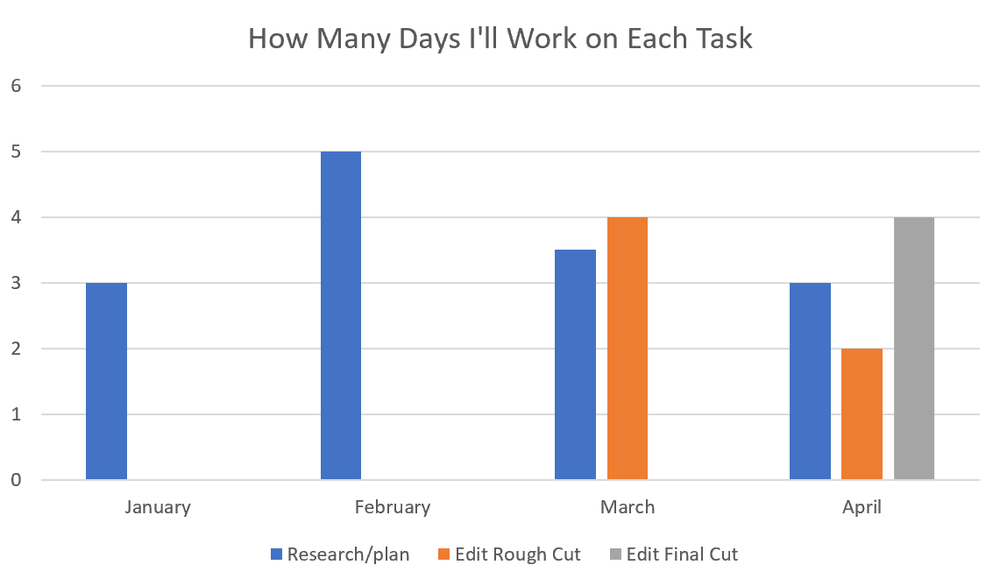 How Many Days I'll Work on Each Task
6
5
4
3
2
1
0
January February March April
Research/plan Edit Rough Cut Edit Final Cut